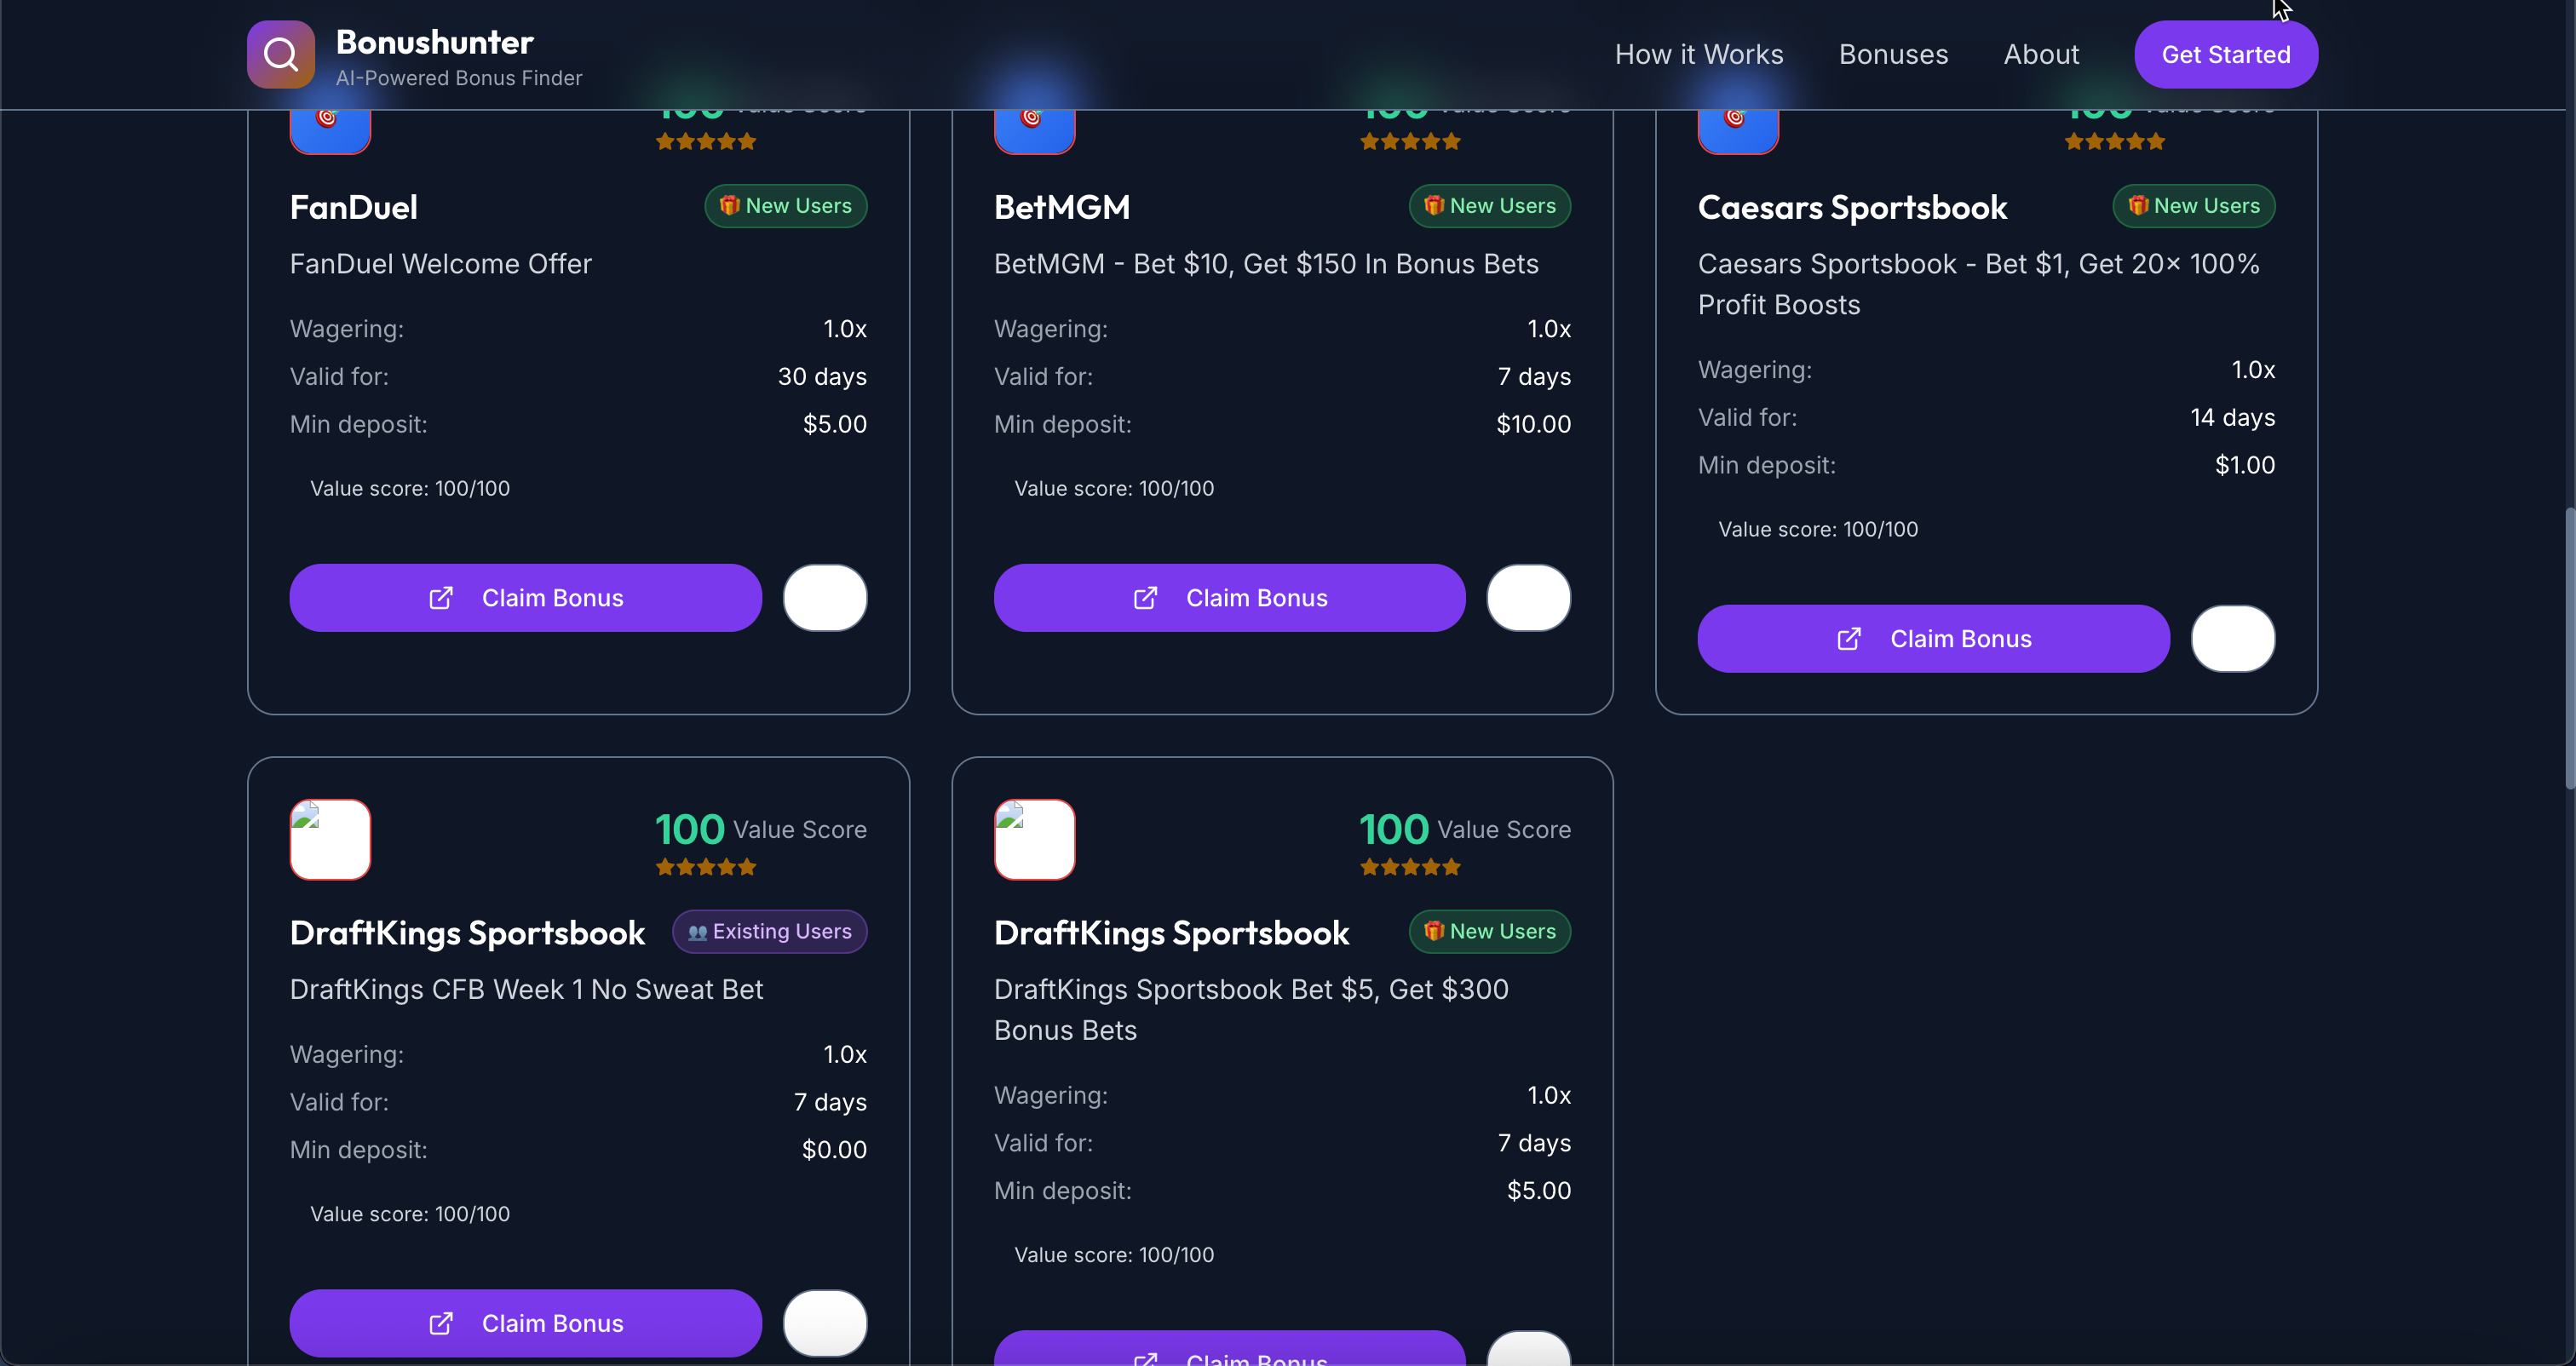 Bonushunter
AI-Powered Bonus Finder
How it Works
Bonuses
About
Get Started
100 Value Score
100 Value Score
100 Value Score
FanDuel
🎁 New Users
FanDuel Welcome Offer
Wagering: 1.0x
Valid for: 30 days
Min deposit: $5.00
Value score: 100/100
Claim Bonus
BetMGM
🎁 New Users
BetMGM - Bet $10, Get $150 In Bonus Bets
Wagering: 1.0x
Valid for: 7 days
Min deposit: $10.00
Value score: 100/100
Claim Bonus
Caesars Sportsbook
🎁 New Users
Caesars Sportsbook - Bet $1, Get 20× 100%
Profit Boosts
Wagering: 1.0x
Valid for: 14 days
Min deposit: $1.00
Value score: 100/100
Claim Bonus
100 Value Score
DraftKings Sportsbook
👥 Existing Users
DraftKings CFB Week 1 No Sweat Bet
Wagering: 1.0x
Valid for: 7 days
Min deposit: $0.00
Value score: 100/100
Claim Bonus
100 Value Score
DraftKings Sportsbook
🎁 New Users
DraftKings Sportsbook Bet $5, Get $300
Bonus Bets
Wagering: 1.0x
Valid for: 7 days
Min deposit: $5.00
Value score: 100/100
Claim Bonus